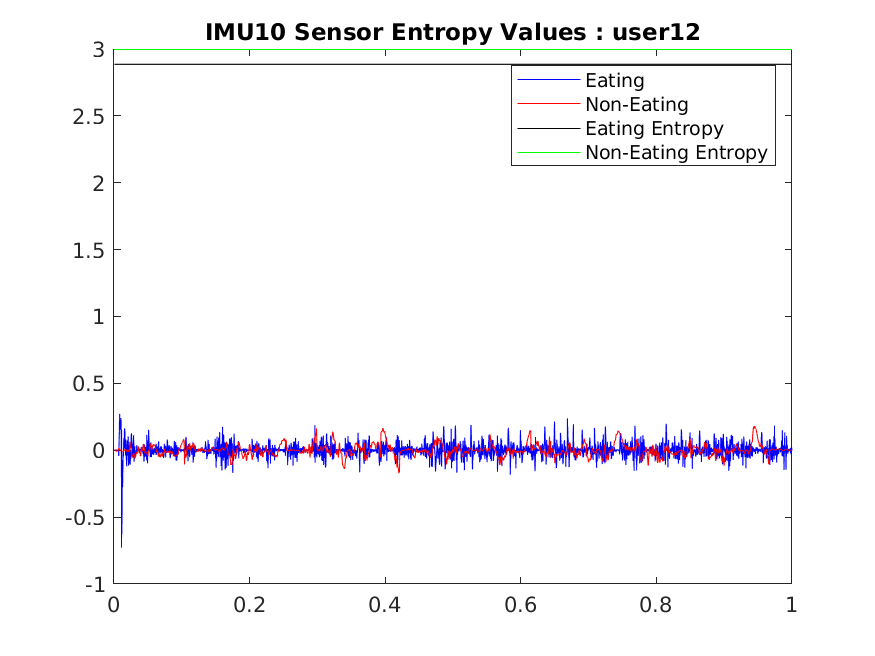 IMU10 Sensor Entropy Values : user12
3
2.5
2
1.5
1
0.5
0
-0.5
-1
Eating
Non-Eating
Eating Entropy
Non-Eating Entropy
0 0.2 0.4 0.6 0.8 1